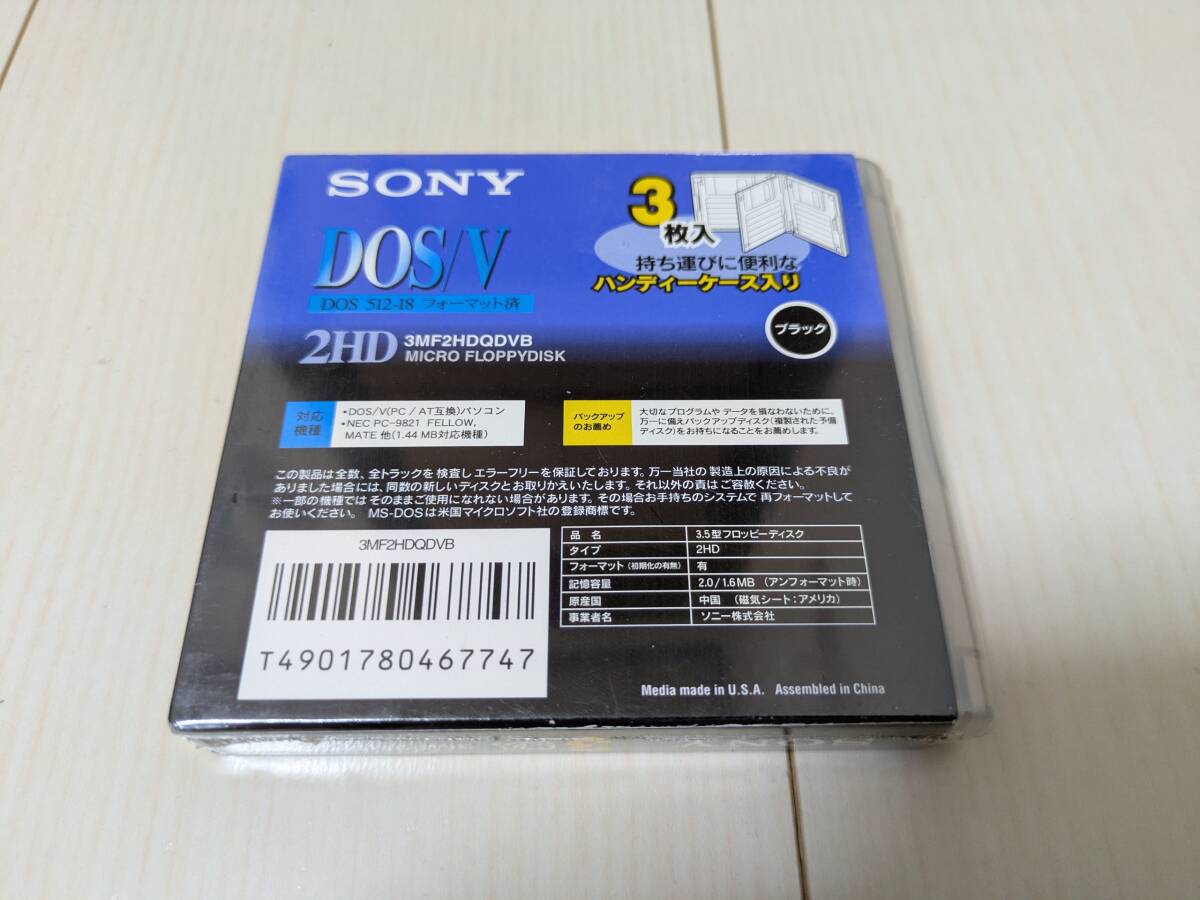 SONY
3
枚入
持ち運びに便利な
ハンディーケース入り
DOS/V
DOS 512-18 フォーマット済
ブラック
2HD 3MF2HDQDVB
MICRO FLOPPYDISK
対応
機種
•DOS/V(PC/AT互換)パソコン
•NEC PC-9821 FELLOW,
MATE 他(1.44 MB対応機種)
バックアップ
のお薦め
大切なプログラムや データを損なわないために、
万一に備えバックアップディスク(複製された予備
ディスク)をお持ちになることをお薦めします。
この製品は全数、全トラックを 検査し エラーフリーを保証しております。万一当社の 製造上の原因による不良が
ありました場合には、同数の新しいディスクとお取りかえいたします。それ以外の責はご容赦ください。
※一部の機種では そのままご使用になれない場合があります。その場合お手持ちのシステムで 再フォーマットして
お使いください。 MS-DOSは米国マイクロソフト社の登録商標です。
3MF2HDQDVB
T4901780467747
品 名 3.5型フロッピーディスク
タイプ 2HD
フォーマット (初期化の有無) 有
記憶容量 2.0/1.6MB (アンフォーマット時)
原産国 中国 (磁気シート:アメリカ)
事業者名 ソニー株式会社
Media made in U.S.A. Assembled in China